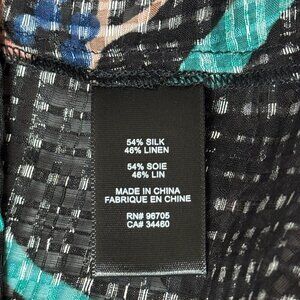 54% SILK
46% LINEN
54% SOIE
46% LIN
MADE IN CHINA
FABRIQUE EN CHINE
RN# 96705
CA# 34460